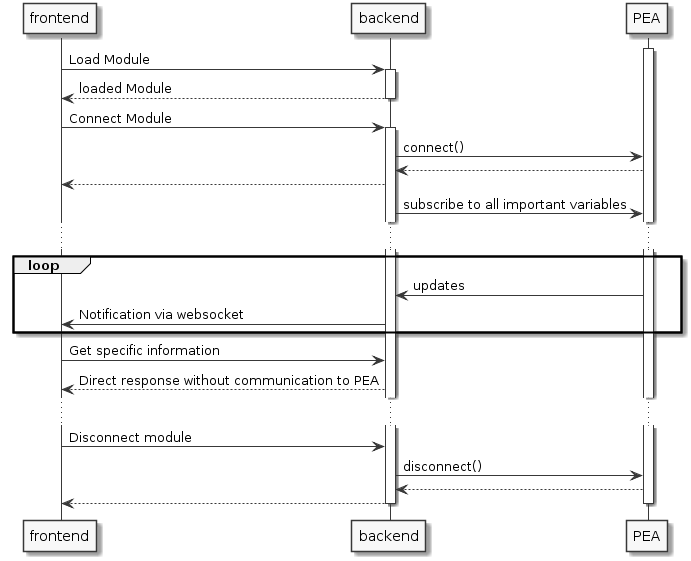 frontend
backend
PEA
Load Module
loaded Module
Connect Module
connect()
subscribe to all important variables
loop
updates
Notification via websocket
Get specific information
Direct response without communication to PEA
Disconnect module
disconnect()
frontend
backend
PEA